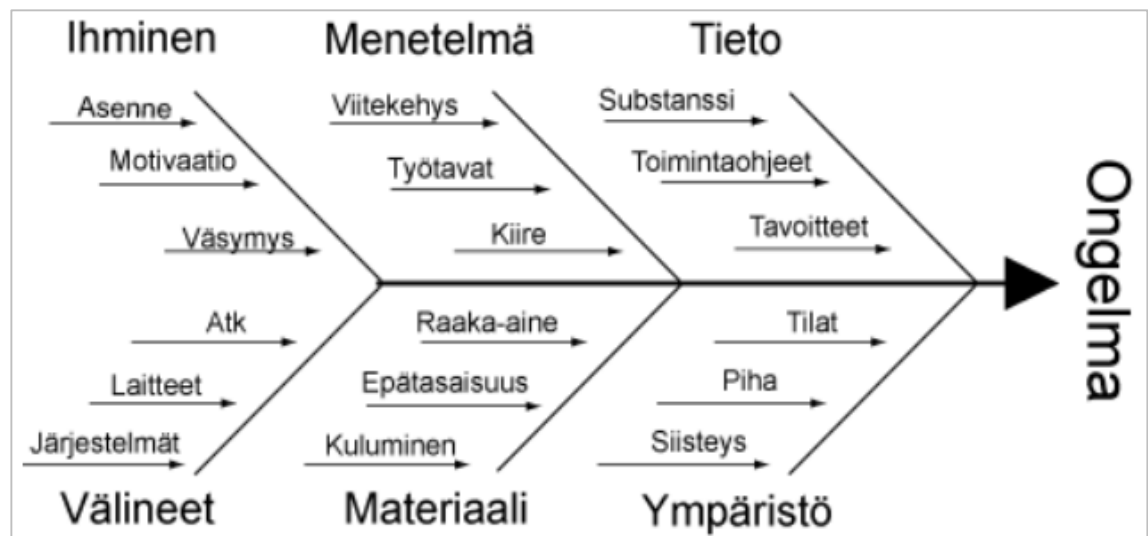 Ihminen
Menetelmä
Tieto
Asenne
Motivaatio
Väsymys
Viitekehys
Työtavat
Kiire
Substanssi
Toimintaohjeet
Tavoitteet
Ongelma
Atk
Laitteet
Järjestelmät
Raaka-aine
Epätasaisuus
Kuluminen
Tilat
Piha
Siisteys
Välineet
Materiaali
Ympäristö